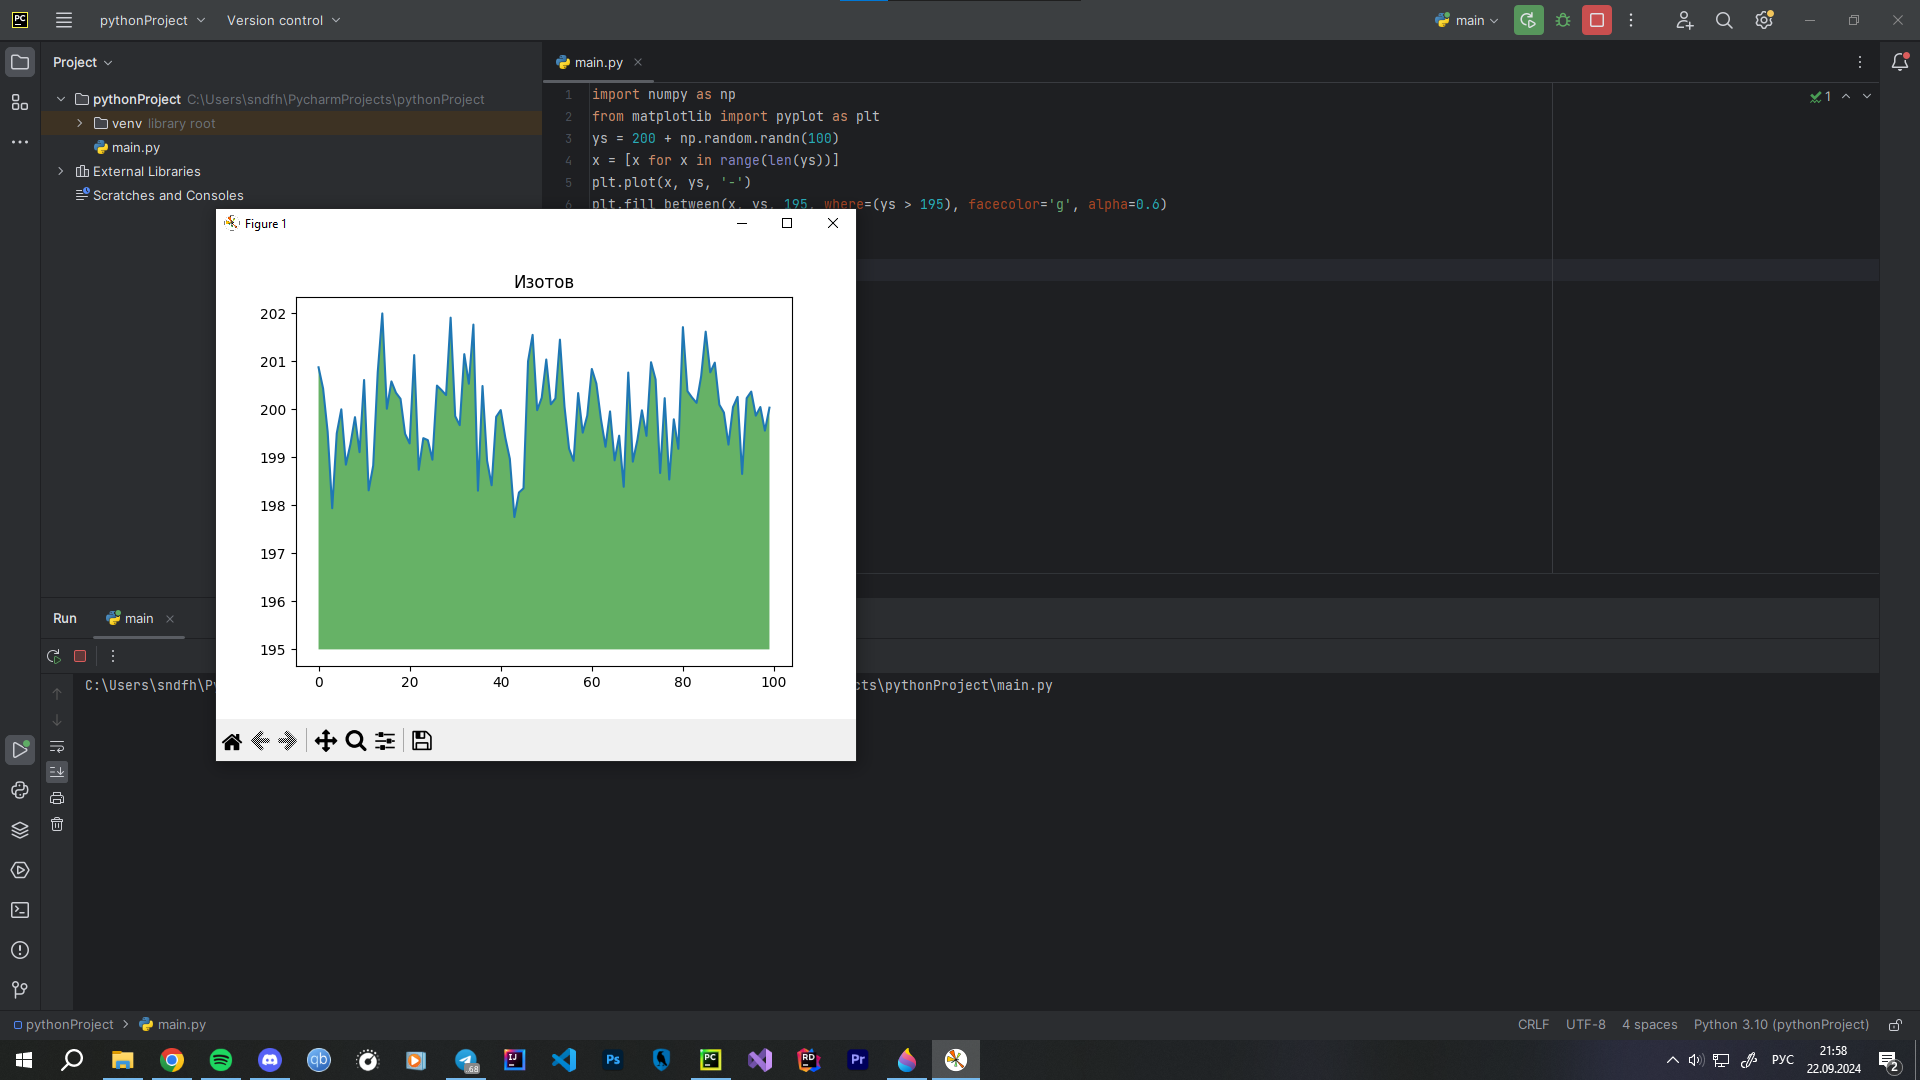 pythonProject
Version control
main
Project
main.py
pythonProject C:\Users\sndfh\PycharmProjects\pythonProject
venv library root
main.py
External Libraries
Scratches and Consoles
1 import numpy as np
2 from matplotlib import pyplot as plt
3 ys = 200 + np.random.randn(100)
4 x = [x for x in range(len(ys))]
5 plt.plot(x, ys, '-')
6 plt.fill_between(x, ys, 195, where=(ys > 195), facecolor='g', alpha=0.6)
1
Figure 1
Изотов
202
201
200
199
198
197
196
195
0 20 40 60 80 100
Run
main
C:\Users\sndfh\Py
cts\pythonProject\main.py
pythonProject
main.py
CRLF
UTF-8
4 spaces
Python 3.10 (pythonProject)
РУС
21:58
22.09.2024
2